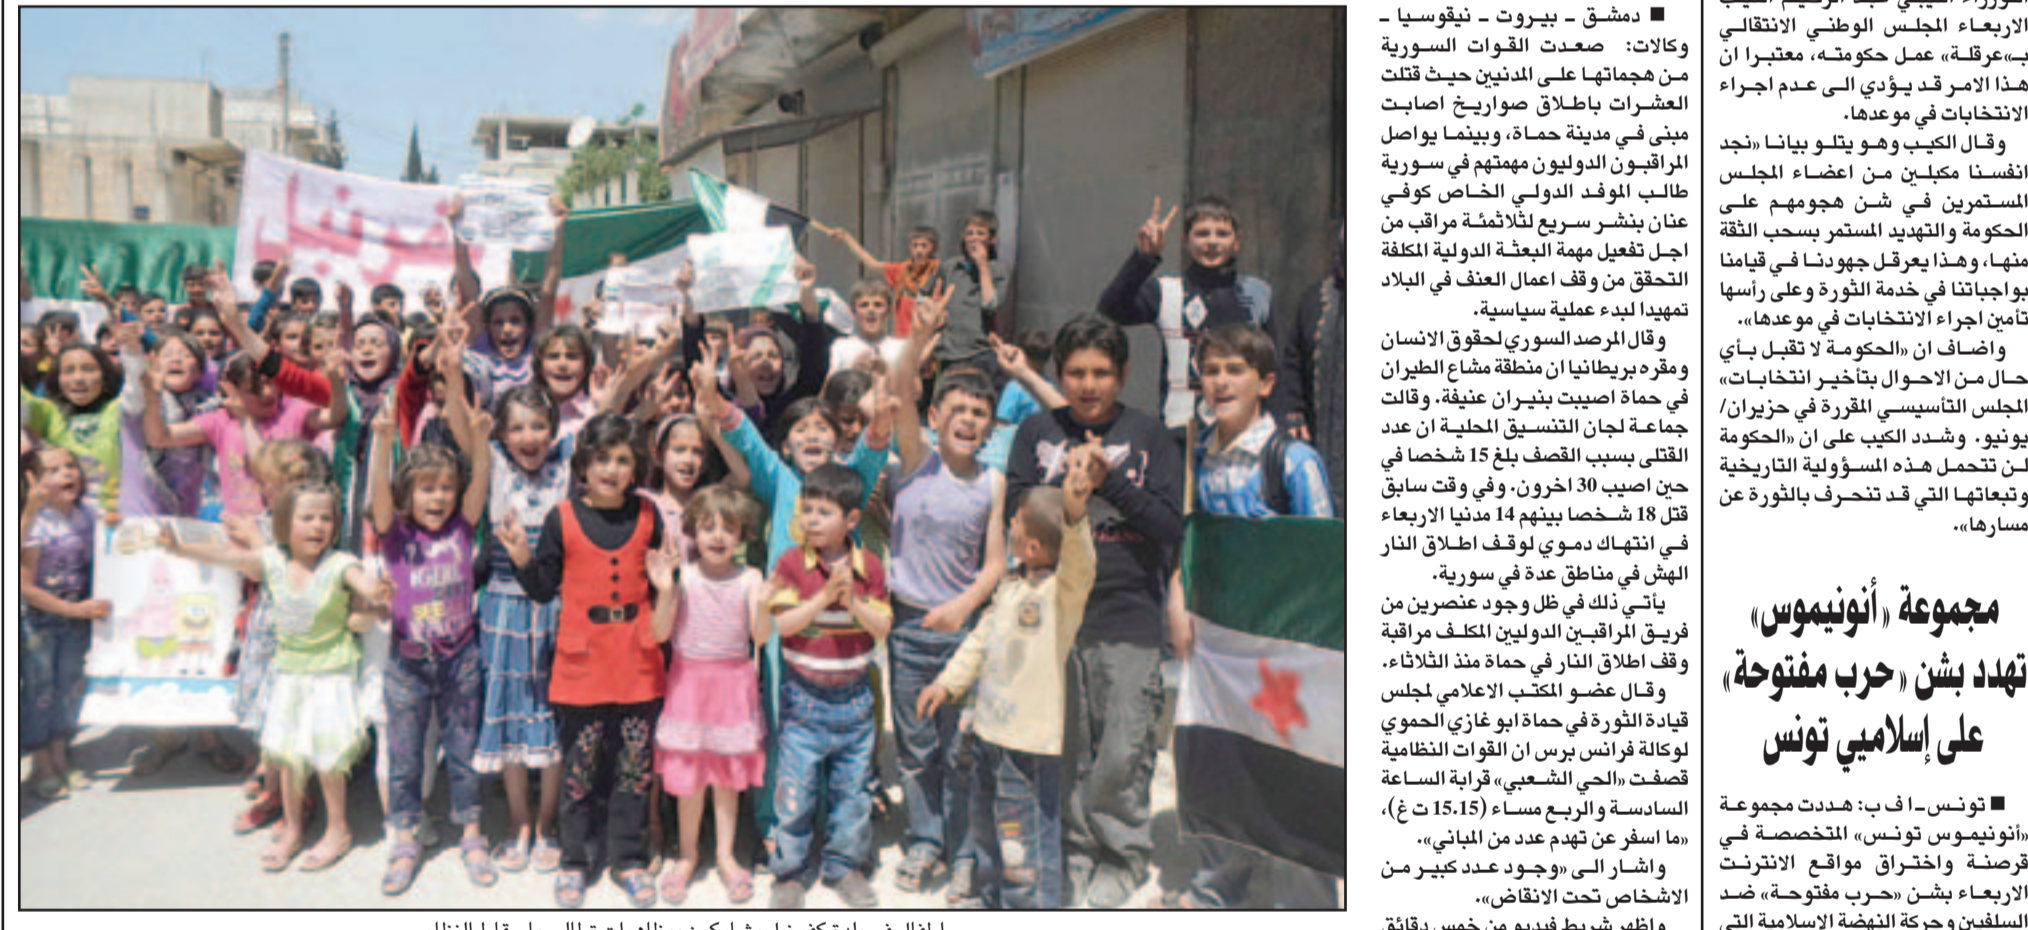 الاربعاء المجلس الوطني الانتقالي
بـ«عرقلة» عمل حكومته، معتبرا ان
هذا الامر قد يؤدي الى عدم اجراء
الانتخابات في موعدها.
وقال الكيب وهو يتلو بيانا «نجد
انفسنا مكبلين من اعضاء المجلس
المستمرين في شن هجومهم على
الحكومة والتهديد المستمر بسحب الثقة
منها، وهذا يعرقل جهودنا في قيامنا
بواجباتنا في خدمة الثورة وعلى رأسها
تأمين اجراء الانتخابات في موعدها».
واضاف ان «الحكومة لا تقبل بأي
حال من الاحوال بتأخير انتخابات»
المجلس التأسيسي المقررة في حزيران/
يونيو. وشدد الكيب على ان «الحكومة
لن تتحمل هذه المسؤولية التاريخية
وتبعاتها التي قد تنحرف بالثورة عن
مسارها».
مجموعة «أنونيموس»
تهدد بشن «حرب مفتوحة»
على إسلاميي تونس
■ تونس ـ ا ف ب: هددت مجموعة
«أنونيموس تونس» المتخصصة في
قرصنة واختراق مواقع الانترنت
الاربعاء بشن «حرب مفتوحة» ضد
السلفيين وحركة النهضة الاسلامية التي
■ دمشق ـ بيروت ـ نيقوسيا ـ
وكالات: صعدت القوات السورية
من هجماتها على المدنيين حيث قتلت
العشرات باطلاق صواريخ اصابت
مبنى في مدينة حماة، وبينما يواصل
المراقبون الدوليون مهمتهم في سورية
طالب الموفد الدولي الخاص كوفي
عنان بنشر سريع لثلاثمئة مراقب من
اجل تفعيل مهمة البعثة الدولية المكلفة
التحقق من وقف اعمال العنف في البلاد
تمهيدا لبدء عملية سياسية.
وقال المرصد السوري لحقوق الانسان
ومقره بريطانيا ان منطقة مشاع الطيران
في حماة اصيبت بنيران عنيفة. وقالت
جماعة لجان التنسيق المحلية ان عدد
القتلى بسبب القصف بلغ 15 شخصا في
حين اصيب 30 اخرون. وفي وقت سابق
قتل 18 شخصا بينهم 14 مدنيا الاربعاء
في انتهاك دموي لوقف اطلاق النار
الهش في مناطق عدة في سورية.
يأتي ذلك في ظل وجود عنصرين من
فريق المراقبين الدوليين المكلف مراقبة
وقف اطلاق النار في حماة منذ الثلاثاء.
وقال عضو المكتب الاعلامي لمجلس
قيادة الثورة في حماة ابو غازي الحموي
لوكالة فرانس برس ان القوات النظامية
قصفت «الحي الشعبي» قرابة الساعة
السادسة والربع مساء (15.15 ت غ)،
«ما اسفر عن تهدم عدد من المباني».
واشار الى «وجود عدد كبير من
الاشخاص تحت الانقاض».
واظهر شريط فيديو من خمس دقائق